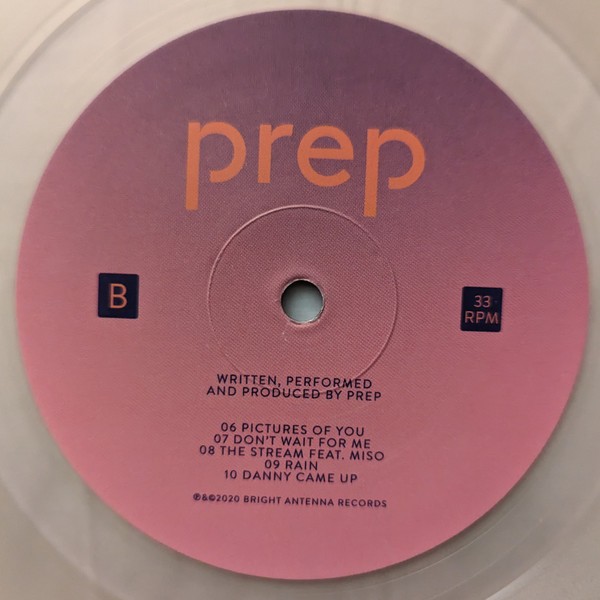 prep
B
33
RPM
WRITTEN, PERFORMED
AND PRODUCED BY PREP
06 PICTURES OF YOU
07 DON'T WAIT FOR ME
08 THE STREAM FEAT. MISO
09 RAIN
10 DANNY CAME UP
℗&©2020 BRIGHT ANTENNA RECORDS